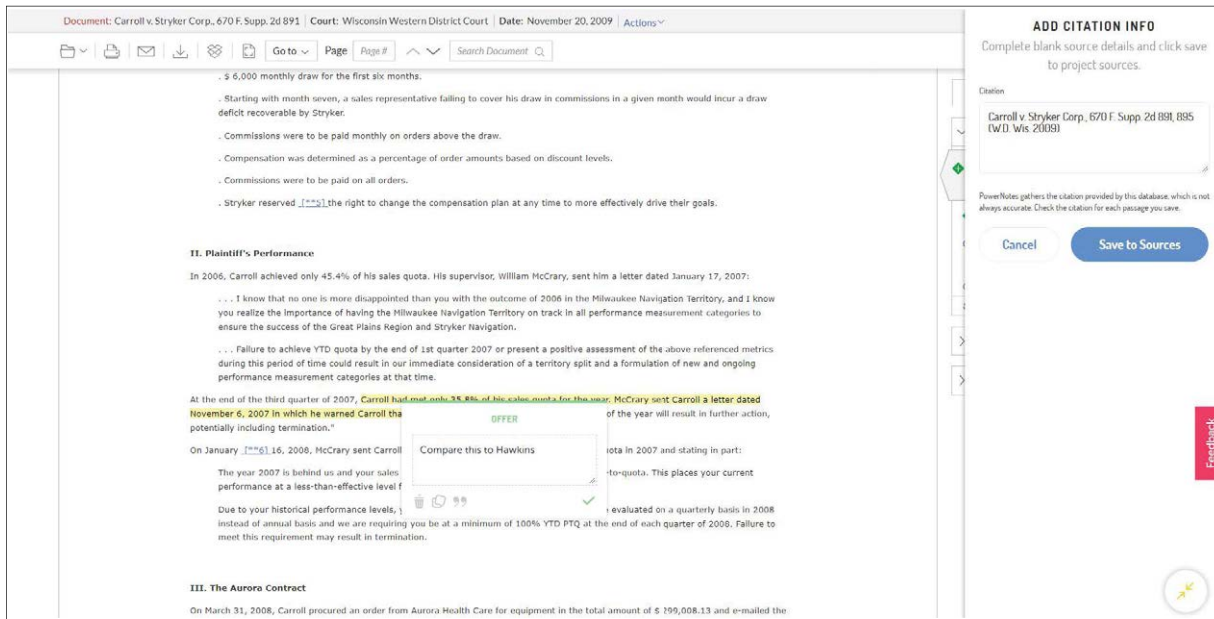 Document: Carroll v. Stryker Corp., 670 F. Supp. 2d 891 | Court: Wisconsin Western District Court | Date: November 20, 2009 | Actions
Go to Page Page # Search Document
. $ 6,000 monthly draw for the first six months.
. Starting with month seven, a sales representative failing to cover his draw in commissions in a given month would incur a draw
deficit recoverable by Stryker.
. Commissions were to be paid monthly on orders above the draw.
. Compensation was determined as a percentage of order amounts based on discount levels.
. Commissions were to be paid on all orders.
. Stryker reserved [**5] the right to change the compensation plan at any time to more effectively drive their goals.
II. Plaintiff's Performance
In 2006, Carroll achieved only 45.4% of his sales quota. His supervisor, William McCrary, sent him a letter dated January 17, 2007:
. . . I know that no one is more disappointed than you with the outcome of 2006 in the Milwaukee Navigation Territory, and I know
you realize the importance of having the Milwaukee Navigation Territory on track in all performance measurement categories to
ensure the success of the Great Plains Region and Stryker Navigation.
. . . Failure to achieve YTD quota by the end of 1st quarter 2007 or present a positive assessment of the above referenced metrics
during this period of time could result in our immediate consideration of a territory split and a formulation of new and ongoing
performance measurement categories at that time.
At the end of the third quarter of 2007, Carroll had met only 35.8% of his sales quota for the year. McCrary sent Carroll a letter dated
November 6, 2007 in which he warned Carroll tha of the year will result in further action,
potentially including termination."
On January [**6] 16, 2008, McCrary sent Carroll ota in 2007 and stating in part:
The year 2007 is behind us and your sales -to-quota. This places your current
performance at a less-than-effective level f
Due to your historical performance levels, y evaluated on a quarterly basis in 2008
instead of annual basis and we are requiring you be at a minimum of 100% YTD PTQ at the end of each quarter of 2008. Failure to
meet this requirement may result in termination.
OFFER
Compare this to Hawkins
III. The Aurora Contract
On March 31, 2008, Carroll procured an order from Aurora Health Care for equipment in the total amount of $ 299,008.13 and e-mailed the
ADD CITATION INFO
Complete blank source details and click save
to project sources.
Citation
Carroll v. Stryker Corp., 670 F. Supp. 2d 891, 895
(W.D. Wis. 2009)
PowerNotes gathers the citation provided by this database, which is not
always accurate. Check the citation for each passage you save.
Cancel Save to Sources
Feedback